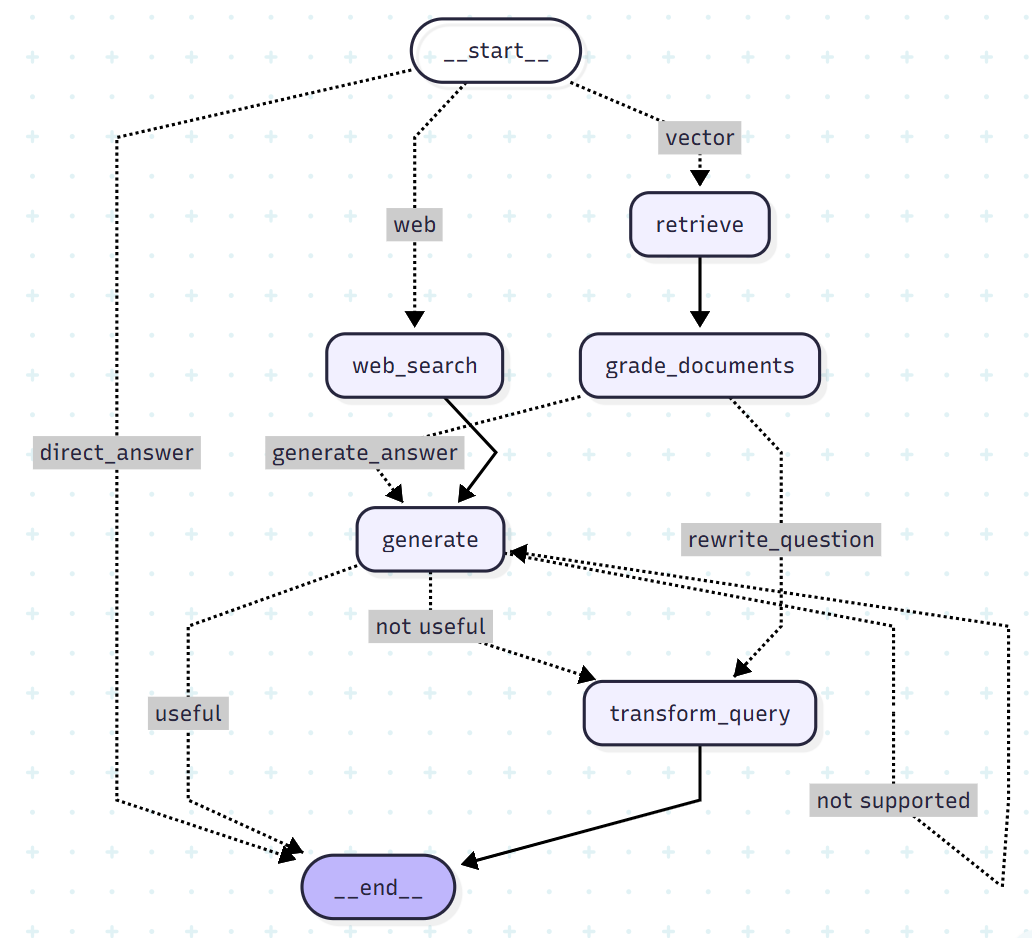 __start__
vector
web
retrieve
web_search
grade_documents
direct_answer
generate_answer
generate
rewrite_question
not useful
useful
transform_query
not supported
__end__